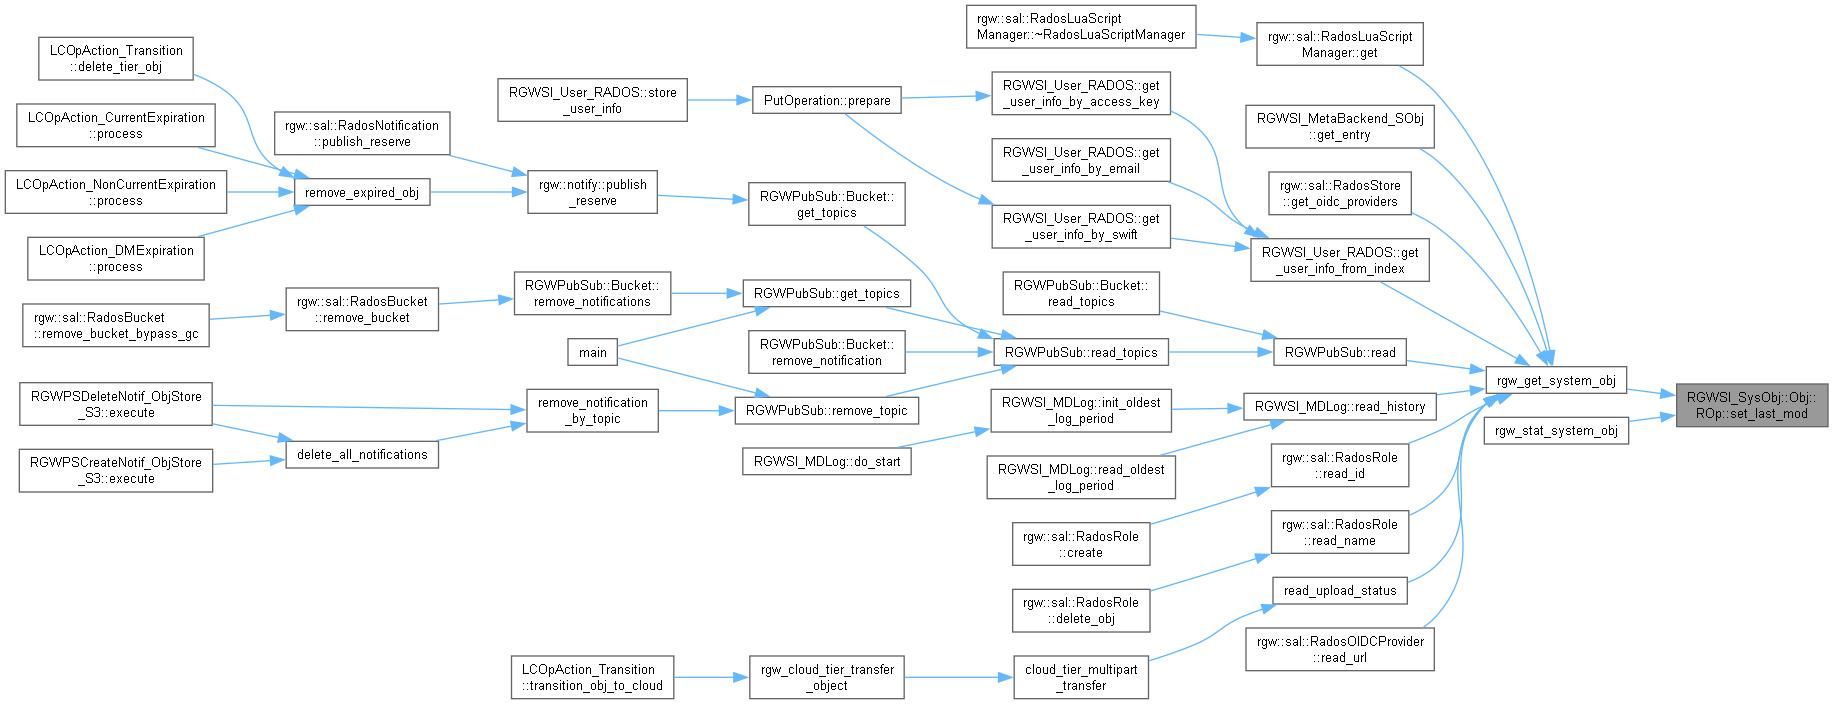 LCOpAction_Transition
::delete_tier_obj
LCOpAction_CurrentExpiration
::process
LCOpAction_NonCurrentExpiration
::process
LCOpAction_DMExpiration
::process
rgw::sal::RadosBucket
::remove_bucket_bypass_gc
RGWPSDeleteNotif_ObjStore
_S3::execute
RGWPSCreateNotif_ObjStore
_S3::execute
rgw::sal::RadosNotification
::publish_reserve
remove_expired_obj
rgw::sal::RadosBucket
::remove_bucket
delete_all_notifications
RGWSI_User_RADOS::store
_user_info
rgw::notify::publish
_reserve
RGWPubSub::Bucket::
remove_notifications
main
remove_notification
_by_topic
LCOpAction_Transition
::transition_obj_to_cloud
PutOperation::prepare
RGWPubSub::Bucket::
get_topics
RGWPubSub::get_topics
RGWPubSub::Bucket::
remove_notification
RGWPubSub::remove_topic
RGWSI_MDLog::do_start
rgw_cloud_tier_transfer
_object
rgw::sal::RadosLuaScript
Manager::~RadosLuaScriptManager
RGWSI_User_RADOS::get
_user_info_by_access_key
RGWSI_User_RADOS::get
_user_info_by_email
RGWSI_User_RADOS::get
_user_info_by_swift
RGWPubSub::Bucket::
read_topics
RGWPubSub::read_topics
RGWSI_MDLog::init_oldest
_log_period
RGWSI_MDLog::read_oldest
_log_period
rgw::sal::RadosRole
::create
rgw::sal::RadosRole
::delete_obj
cloud_tier_multipart
_transfer
rgw::sal::RadosLuaScript
Manager::get
RGWSI_MetaBackend_SObj
::get_entry
rgw::sal::RadosStore
::get_oidc_providers
RGWSI_User_RADOS::get
_user_info_from_index
RGWPubSub::read
RGWSI_MDLog::read_history
rgw::sal::RadosRole
::read_id
rgw::sal::RadosRole
::read_name
read_upload_status
rgw::sal::RadosOIDCProvider
::read_url
rgw_get_system_obj
rgw_stat_system_obj
RGWSI_SysObj::Obj::
ROp::set_last_mod